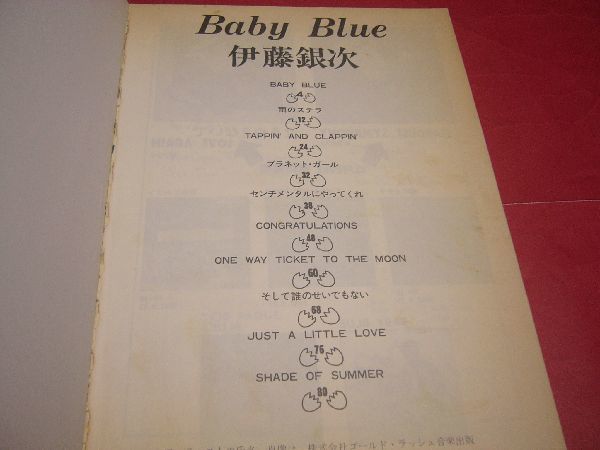 Baby Blue
伊藤銀次
BABY BLUE
4
雨のステラ
12
TAPPIN' AND CLAPPIN'
24
プラネット・ガール
32
センチメンタルにやってくれ
38
CONGRATULATIONS
48
ONE WAY TICKET TO THE MOON
60
そして誰のせいでもない
68
JUST A LITTLE LOVE
76
SHADE OF SUMMER
80
株式会社ゴールド・ラッシュ音楽出版